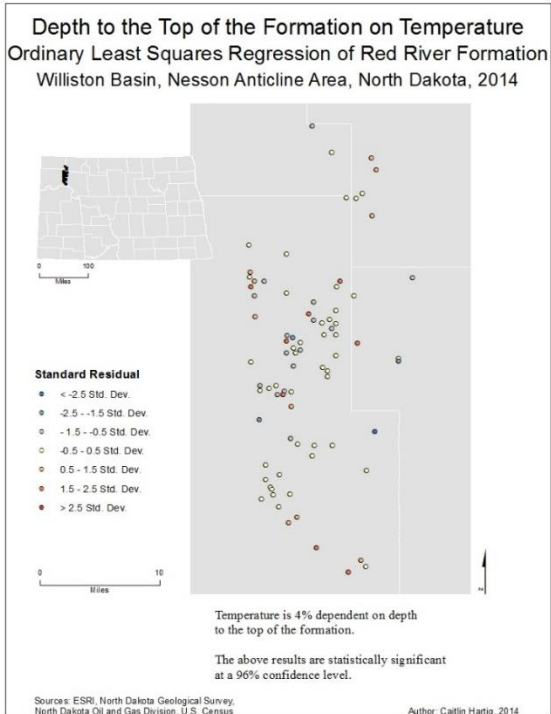 Depth to the Top of the Formation on Temperature
Ordinary Least Squares Regression of Red River Formation
Williston Basin, Nesson Anticline Area, North Dakota, 2014
0 100
Miles
Standard Residual
< -2.5 Std. Dev.
-2.5 - -1.5 Std. Dev.
-1.5 - -0.5 Std. Dev.
-0.5 - 0.5 Std. Dev.
0.5 - 1.5 Std. Dev.
1.5 - 2.5 Std. Dev.
> 2.5 Std. Dev.
0 10
Miles
Z
Temperature is 4% dependent on depth
to the top of the formation.
The above results are statistically significant
at a 96% confidence level.
Sources: ESRI, North Dakota Geological Survey,
North Dakota Oil and Gas Division, U.S. Census
Author: Caitlin Hartig, 2014